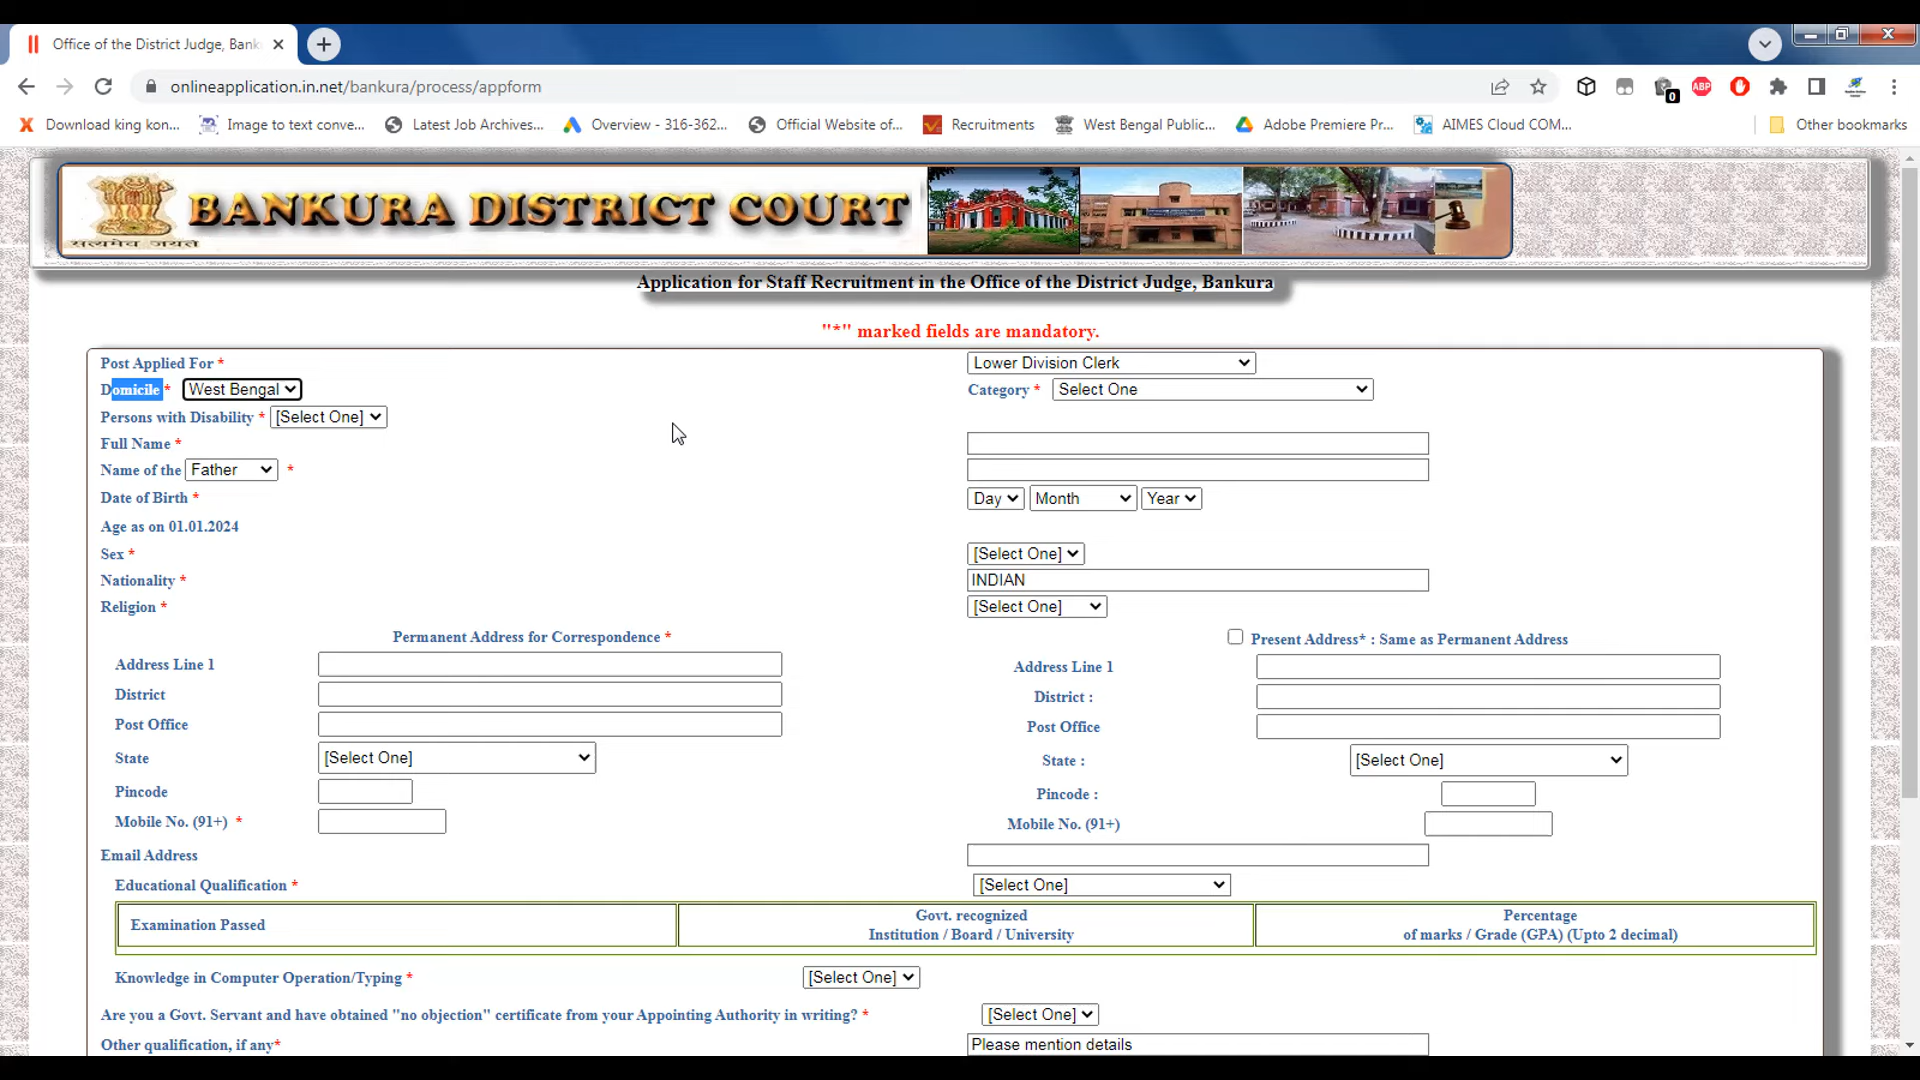 Office of the District Judge, Bank
onlineapplication.in.net/bankura/process/appform
0
ABP
Download king kon...
Image to text conve...
Latest Job Archives...
Overview - 316-362...
Official Website of...
Recruitments
West Bengal Public...
Adobe Premiere Pr...
AIMES Cloud COM...
Other bookmarks
सत्यमेव जयते
BANKURA DISTRICT COURT
Application for Staff Recruitment in the Office of the District Judge, Bankura
"*" marked fields are mandatory.
Post Applied For * Lower Division Clerk
Domicile * West Bengal Category * Select One
Persons with Disability * [Select One]
Full Name *
Name of the Father *
Date of Birth * Day Month Year
Age as on 01.01.2024
Sex * [Select One]
Nationality * INDIAN
Religion * [Select One]
Permanent Address for Correspondence * Present Address* : Same as Permanent Address
Address Line 1 Address Line 1
District District :
Post Office Post Office
State [Select One] State : [Select One]
Pincode Pincode :
Mobile No. (91+) * Mobile No. (91+)
Email Address
Educational Qualification * [Select One]
Examination Passed
Govt. recognized
Institution / Board / University
Percentage
of marks / Grade (GPA) (Upto 2 decimal)
Knowledge in Computer Operation/Typing * [Select One]
Are you a Govt. Servant and have obtained "no objection" certificate from your Appointing Authority in writing? * [Select One]
Other qualification, if any* Please mention details